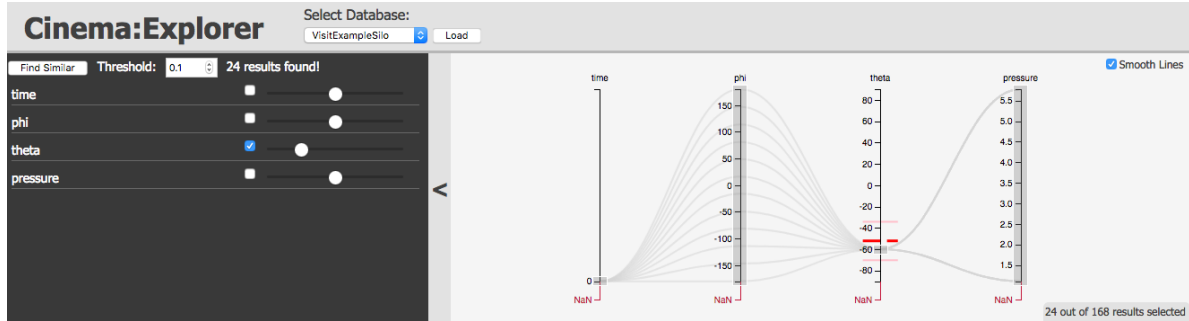 Cinema:Explorer
Select Database:
VisitExampleSilo
Load
Find Similar Threshold: 0.1 24 results found!
time
phi
theta
pressure
<
Smooth Lines
time phi theta pressure
0
NaN
150
100
50
0
-50
-100
-150
NaN
80
60
40
20
0
-20
-40
-60
-80
NaN
5.5
5.0
4.5
4.0
3.5
3.0
2.5
2.0
1.5
NaN
24 out of 168 results selected